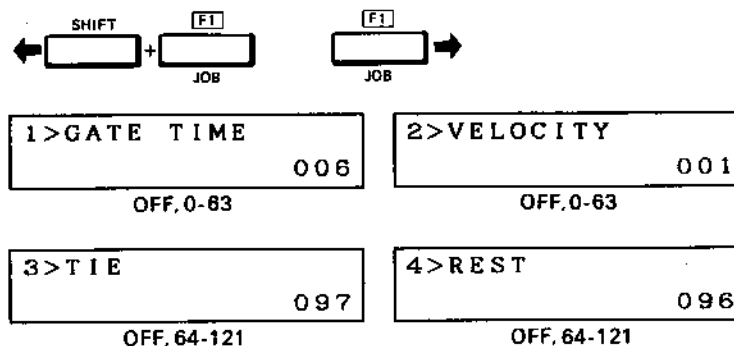 SHIFT F1 F1
+
JOB JOB
1>GATE TIME
006
OFF, 0-63
2>VELOCITY
001
OFF, 0-63
3>TIE
097
OFF, 64-121
4>REST
096
OFF, 64-121